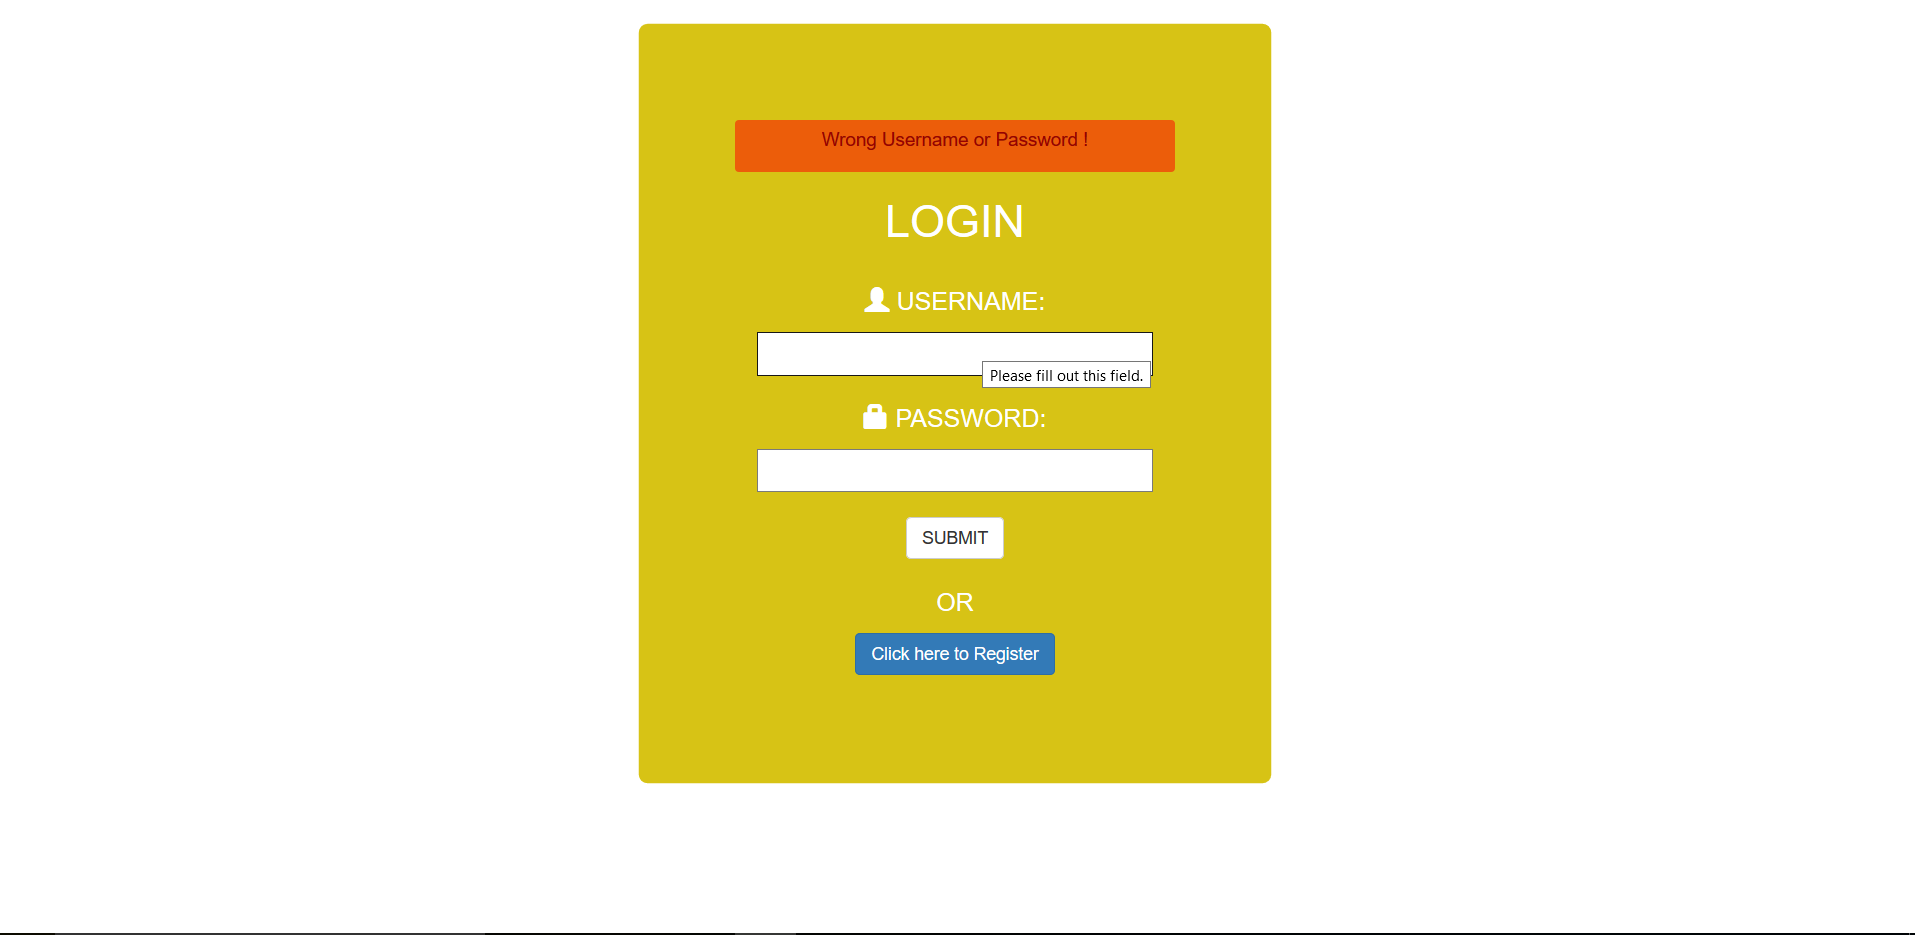 Wrong Username or Password !
LOGIN
USERNAME:
Please fill out this field.
PASSWORD:
SUBMIT
OR
Click here to Register